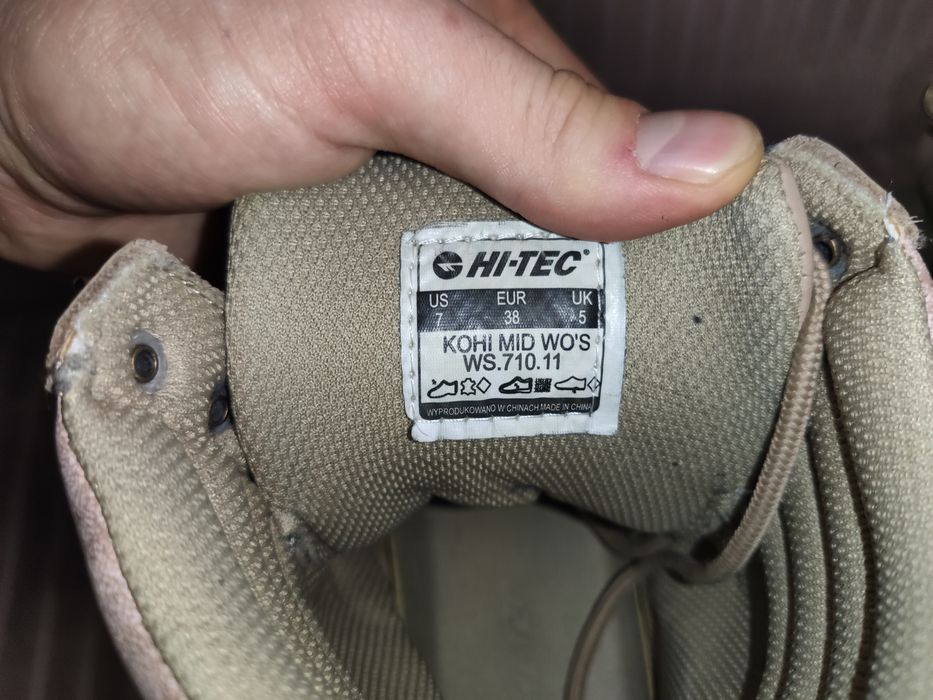 HI-TEC®
US EUR UK
7 38 5
KOHI MID WO'S
WS.710.11
WYPRODUKOWANO W CHINACH,MADE IN CHINA